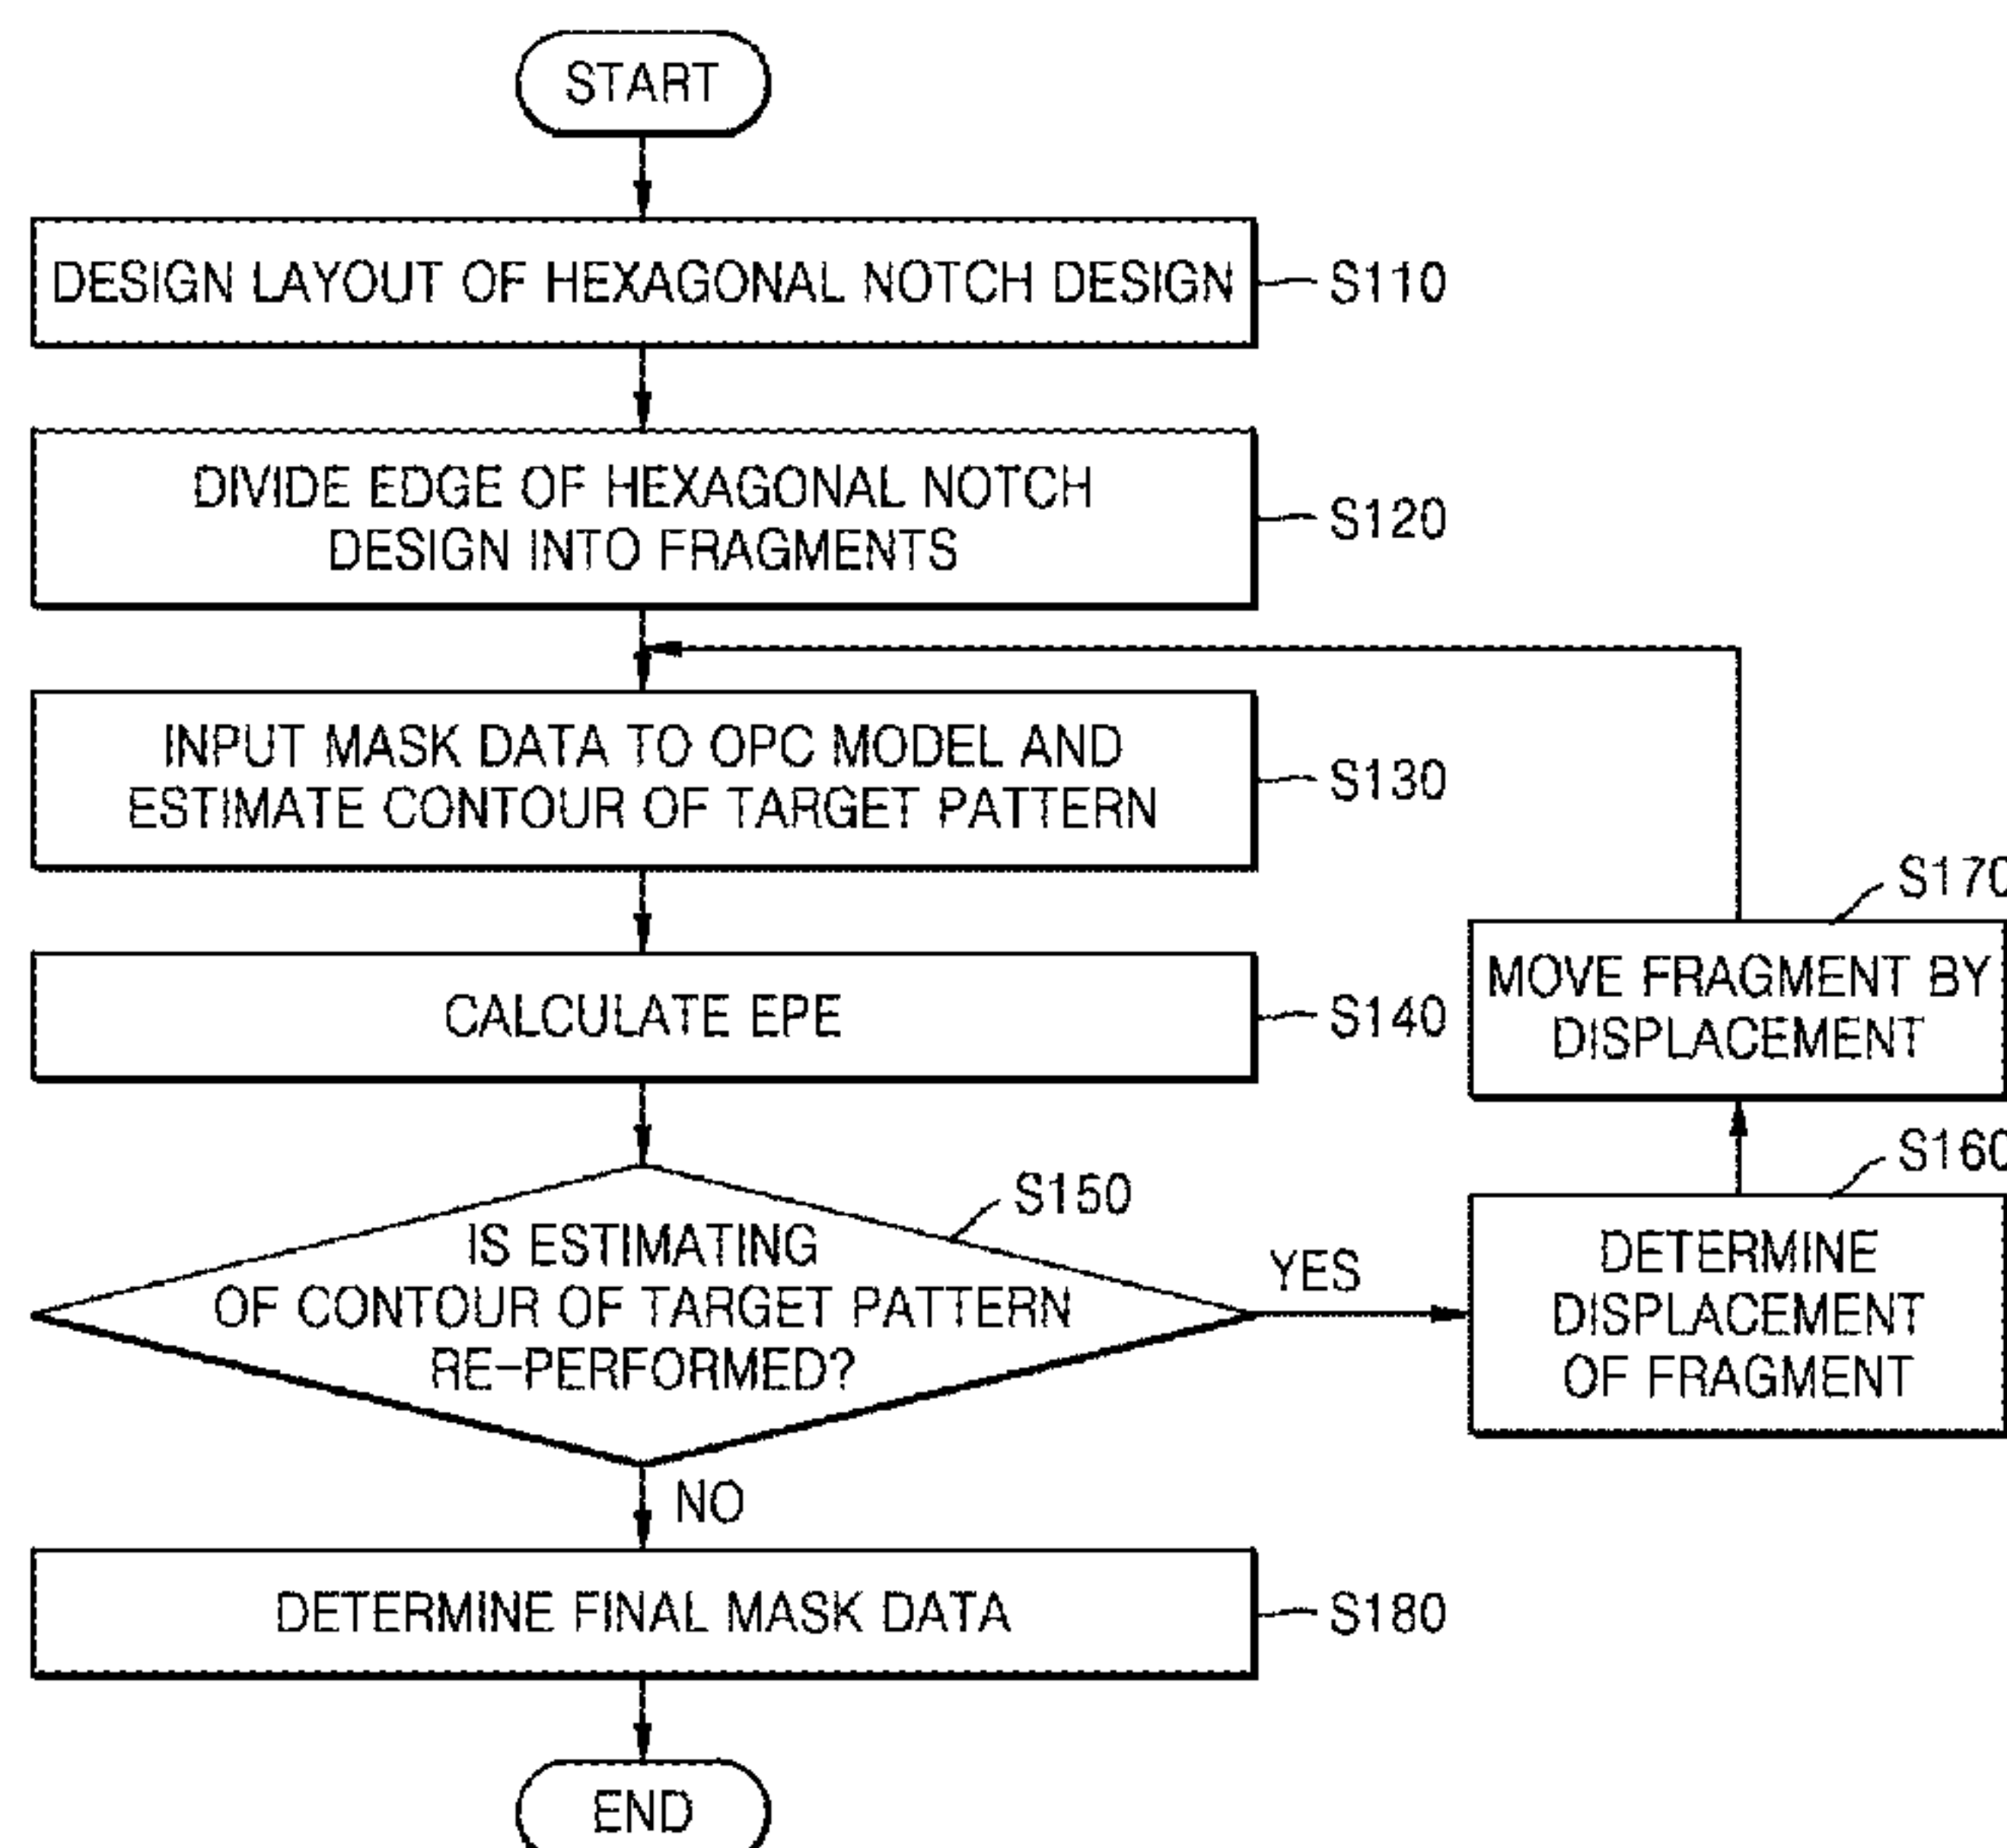 START
DESIGN LAYOUT OF HEXAGONAL NOTCH DESIGN
S110
DIVIDE EDGE OF HEXAGONAL NOTCH
DESIGN INTO FRAGMENTS
S120
INPUT MASK DATA TO OPC MODEL AND
ESTIMATE CONTOUR OF TARGET PATTERN
S130
CALCULATE EPE
S140
IS ESTIMATING
OF CONTOUR OF TARGET PATTERN
RE-PERFORMED?
S150
YES
DETERMINE
DISPLACEMENT
OF FRAGMENT
S160
MOVE FRAGMENT BY
DISPLACEMENT
S170
NO
DETERMINE FINAL MASK DATA
S180
END